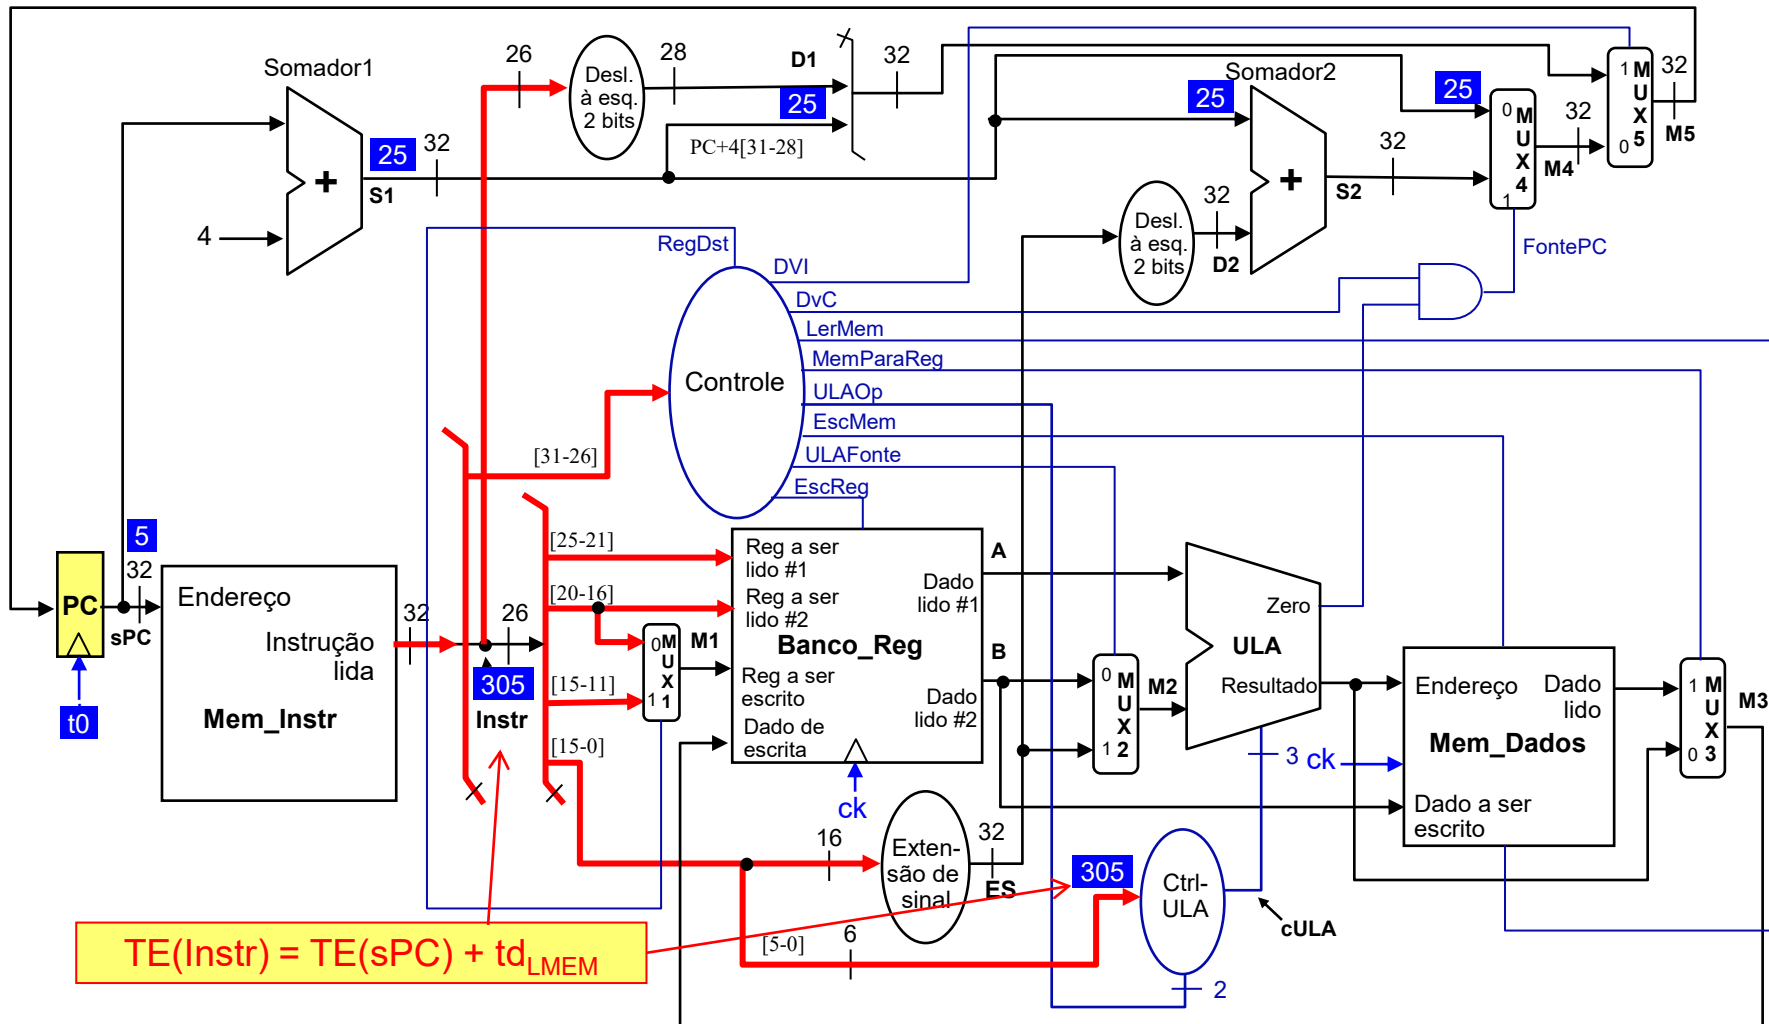 Somador1
26
Desl.
à esq.
2 bits
28
D1
25
32
PC+4[31-28]
25
32
S1
+
4
Somador2
25
+
32
S2
Desl.
à esq.
2 bits
32
D2
25
0
M
U
X
4
1
32
M4
1
M
U
X
5
0
32
M5
FontePC
RegDst
DVI
DvC
LerMem
MemParaReg
ULAOp
EscMem
ULAFonte
EscReg
Controle
[31-26]
5
32
PC
sPC
t0
Endereço
Instrução
lida
Mem_Instr
32
26
305
Instr
[25-21]
[20-16]
[15-11]
[15-0]
0
M
U
X
1
1
M1
Reg a ser
lido #1
Reg a ser
lido #2
Banco_Reg
Reg a ser
escrito
Dado de
escrita
Dado
lido #1
Dado
lido #2
ck
A
B
0
M
U
X
2
1
M2
Zero
ULA
Resultado
3
ck
Endereço
Dado
lido
Mem_Dados
Dado a ser
escrito
1
M
U
X
3
0
M3
16
Exten-
são de
sinal
32
ES
305
Ctrl-
ULA
cULA
2
[5-0]
6
TE(Instr) = TE(sPC) + tdLMEM